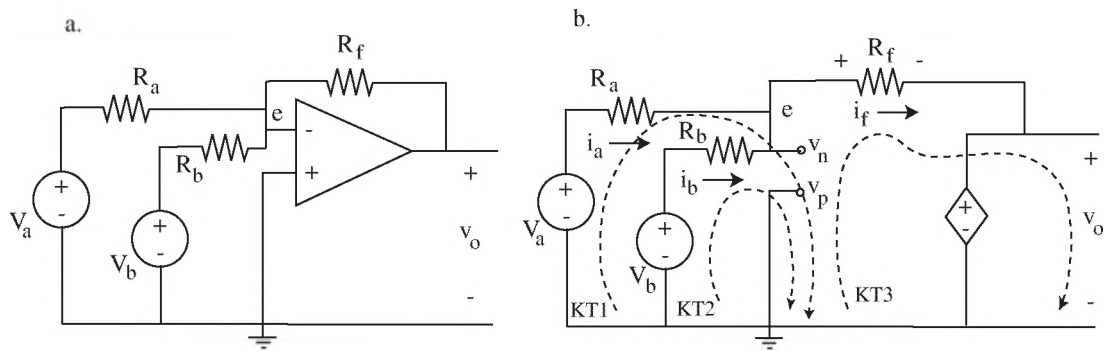 a.
R_f
R_a
e
-
R_b
+
+
-
V_a
+
-
V_b
+
v_o
-
b.
+ R_f -
R_a
e
i_f
i_a
R_b
v_n
i_b
v_p
+
-
V_a
+
-
V_b
+
-
+
v_o
-
KT1
KT2
KT3